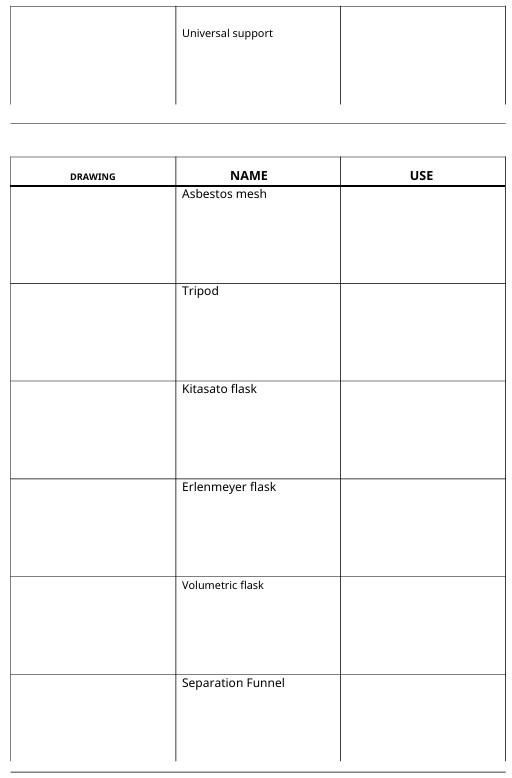 Universal support
DRAWING NAME USE
Asbestos mesh
Tripod
Kitasato flask
Erlenmeyer flask
Volumetric flask
Separation Funnel